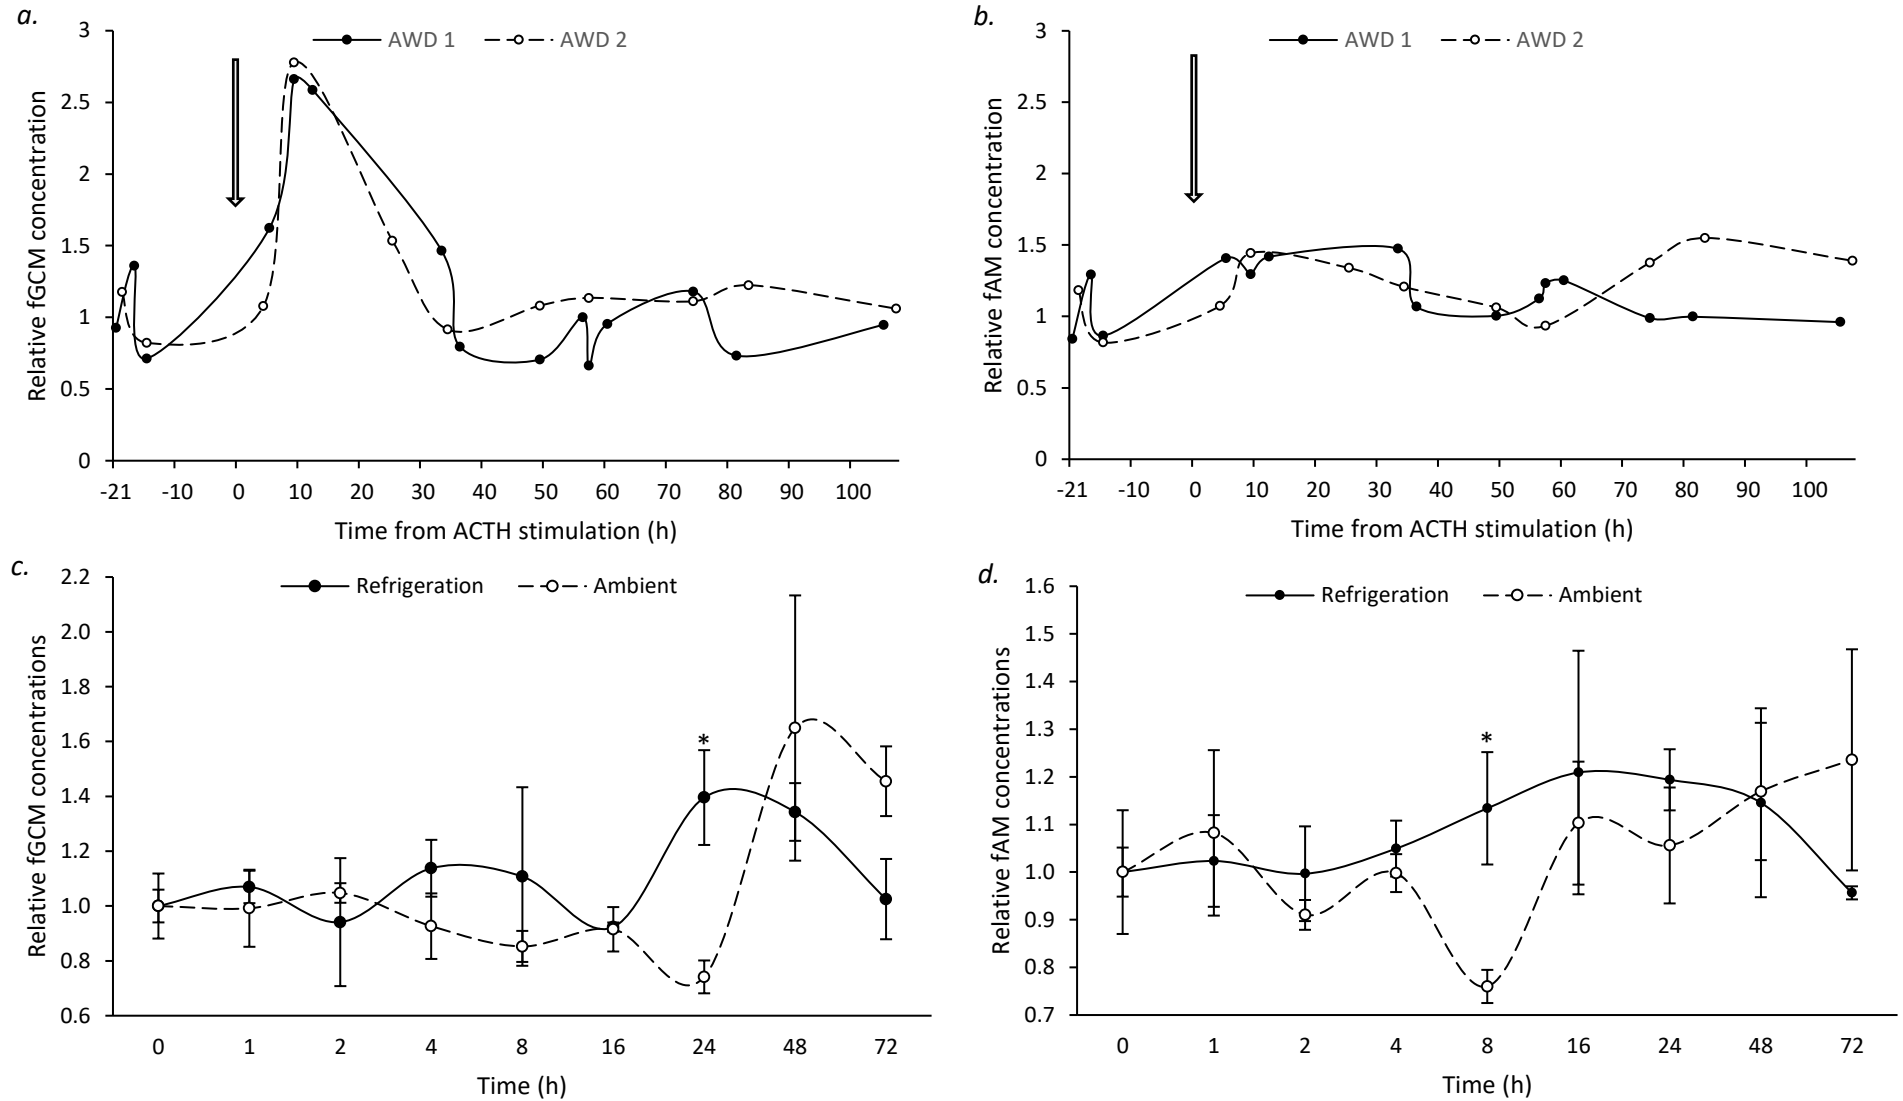 a.
AWD 1 AWD 2
Relative fGCM concentration
3
2.5
2
1.5
1
0.5
0
-21 -10 0 10 20 30 40 50 60 70 80 90 100
Time from ACTH stimulation (h)
b.
AWD 1 AWD 2
Relative fAM concentration
3
2.5
2
1.5
1
0.5
0
-21 -10 0 10 20 30 40 50 60 70 80 90 100
Time from ACTH stimulation (h)
c.
Refrigeration Ambient
Relative fGCM concentrations
2.2
2.0
1.8
1.6
1.4
1.2
1.0
0.8
0.6
*
0 1 2 4 8 16 24 48 72
Time (h)
d.
Refrigeration Ambient
Relative fAM concentrations
1.6
1.5
1.4
1.3
1.2
1.1
1.0
0.9
0.8
0.7
*
0 1 2 4 8 16 24 48 72
Time (h)